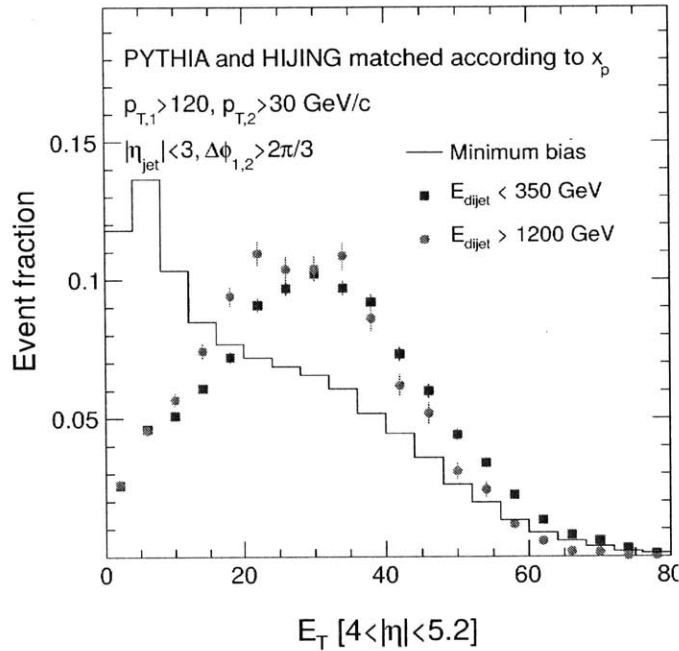 PYTHIA and HIJING matched according to x_p
p_T,1>120, p_T,2>30 GeV/c
|η_jet|<3, Δϕ_1,2>2π/3
Minimum bias
E_dijet < 350 GeV
E_dijet > 1200 GeV
0.15
0.1
0.05
0
Event fraction
0 20 40 60 80
E_T [4<|η|<5.2]